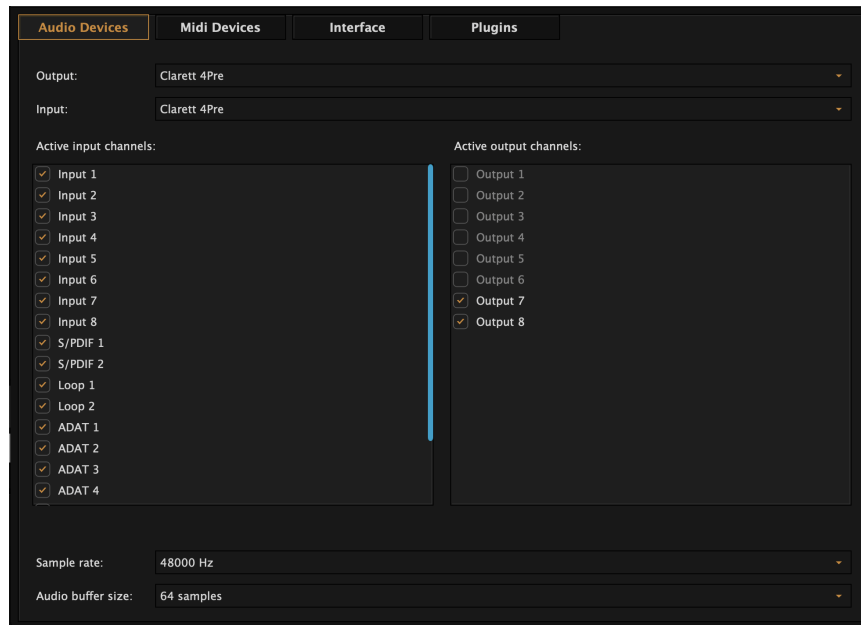 Audio Devices Midi Devices Interface Plugins
Output: Clarett 4Pre
Input: Clarett 4Pre
Active input channels:
Input 1
Input 2
Input 3
Input 4
Input 5
Input 6
Input 7
Input 8
S/PDIF 1
S/PDIF 2
Loop 1
Loop 2
ADAT 1
ADAT 2
ADAT 3
ADAT 4
Active output channels:
Output 1
Output 2
Output 3
Output 4
Output 5
Output 6
Output 7
Output 8
Sample rate: 48000 Hz
Audio buffer size: 64 samples